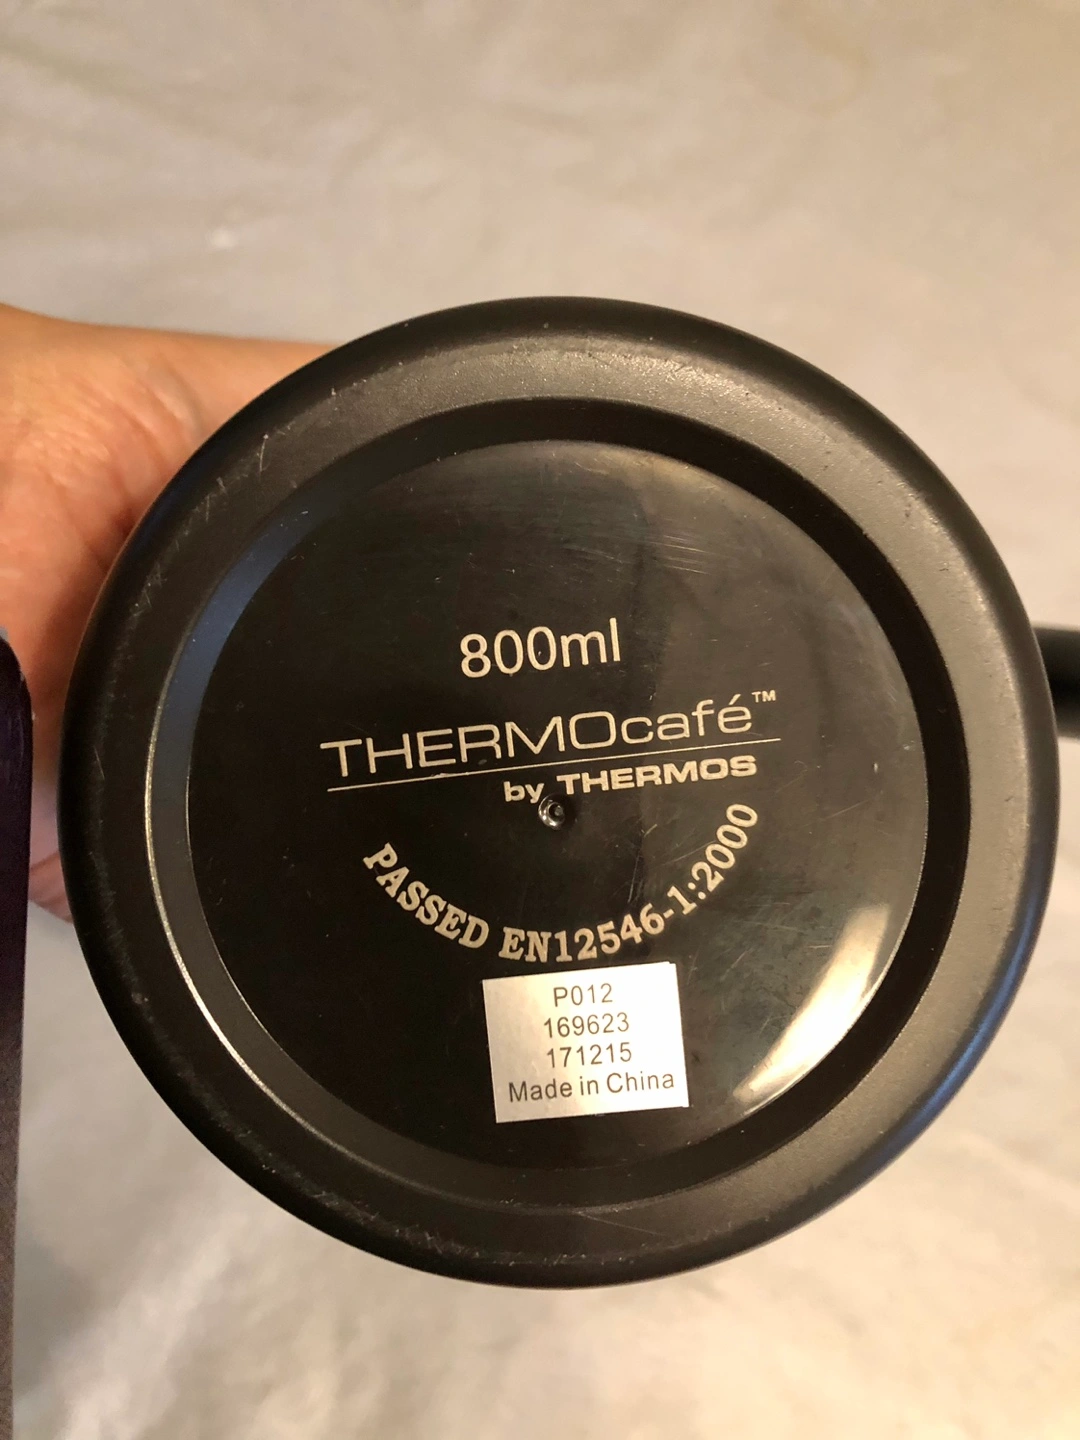 800ml
THERMOcafé™
by THERMOS
PASSED EN12546-1:2000
P012
169623
171215
Made in China